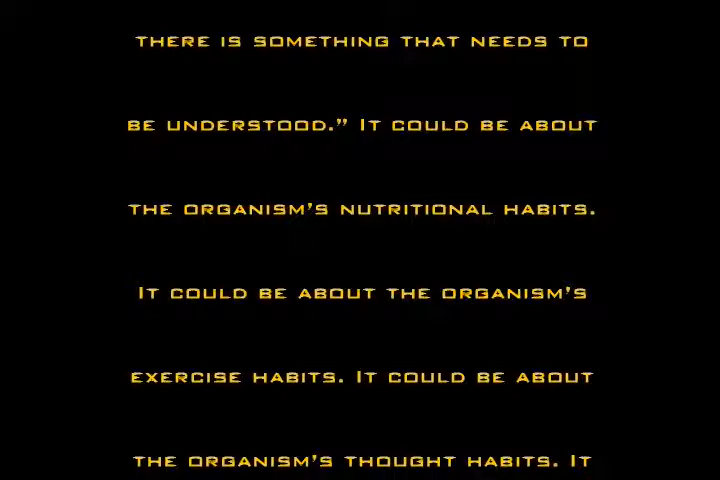 THERE IS SOMETHING THAT NEEDS TO
BE UNDERSTOOD.” IT COULD BE ABOUT
THE ORGANISM’S NUTRITIONAL HABITS.
IT COULD BE ABOUT THE ORGANISM’S
EXERCISE HABITS. IT COULD BE ABOUT
THE ORGANISM’S THOUGHT HABITS. IT